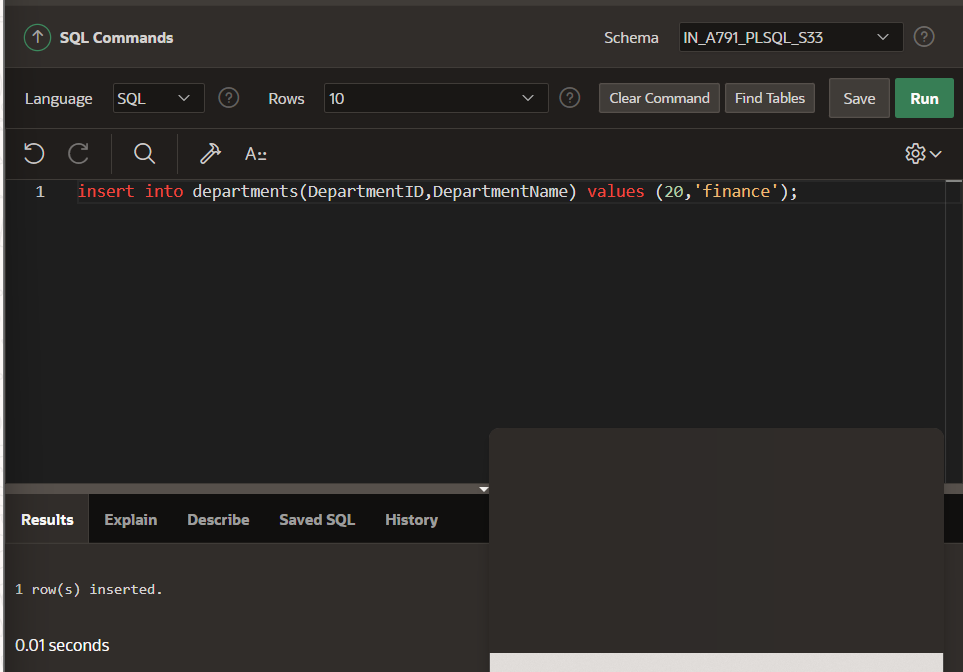 SQL Commands Schema IN_A791_PLSQL_S33
Language SQL Rows 10 Clear Command Find Tables Save Run
A::
1 insert into departments(DepartmentID,DepartmentName) values (20,'finance');
Results Explain Describe Saved SQL History
1 row(s) inserted.
0.01 seconds